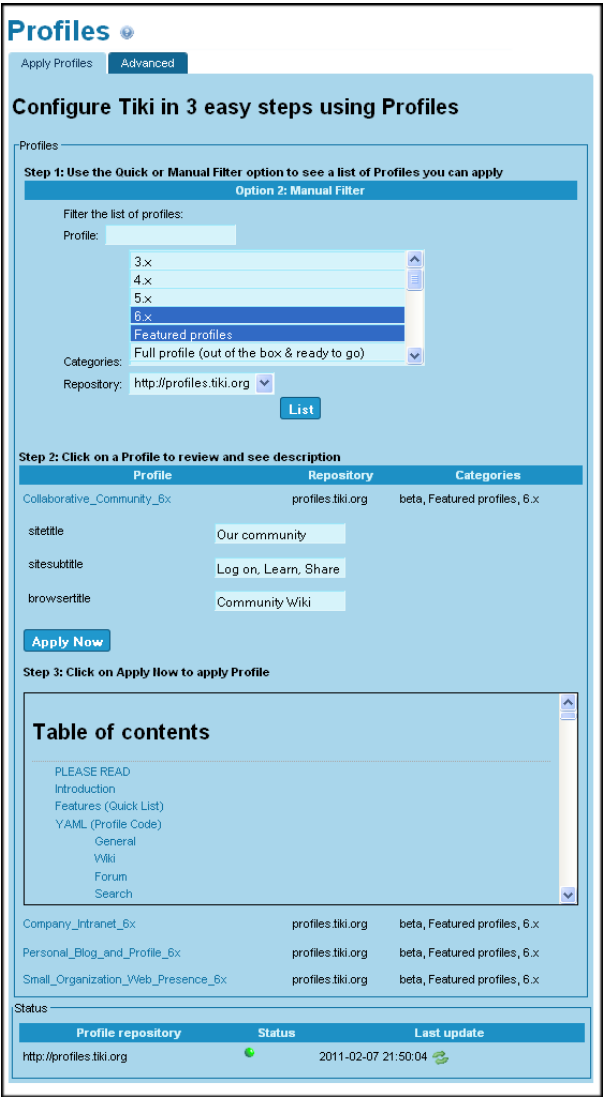 Profiles
Apply Profiles Advanced
Configure Tiki in 3 easy steps using Profiles
Profiles
Step 1: Use the Quick or Manual Filter option to see a list of Profiles you can apply
Option 2: Manual Filter
Filter the list of profiles:
Profile:
3.x
4.x
5.x
6.x
Featured profiles
Full profile (out of the box & ready to go)
Categories:
Repository: http://profiles.tiki.org
List
Step 2: Click on a Profile to review and see description
Profile Repository Categories
Collaborative_Community_6x profiles.tiki.org beta, Featured profiles, 6.x
sitetitle Our community
sitesubtitle Log on, Learn, Share
browsertitle Community Wiki
Apply Now
Step 3: Click on Apply Now to apply Profile
Table of contents
PLEASE READ
Introduction
Features (Quick List)
YAML (Profile Code)
General
Wiki
Forum
Search
Company_Intranet_6x profiles.tiki.org beta, Featured profiles, 6.x
Personal_Blog_and_Profile_6x profiles.tiki.org beta, Featured profiles, 6.x
Small_Organization_Web_Presence_6x profiles.tiki.org beta, Featured profiles, 6.x
Status
Profile repository Status Last update
http://profiles.tiki.org 2011-02-07 21:50:04